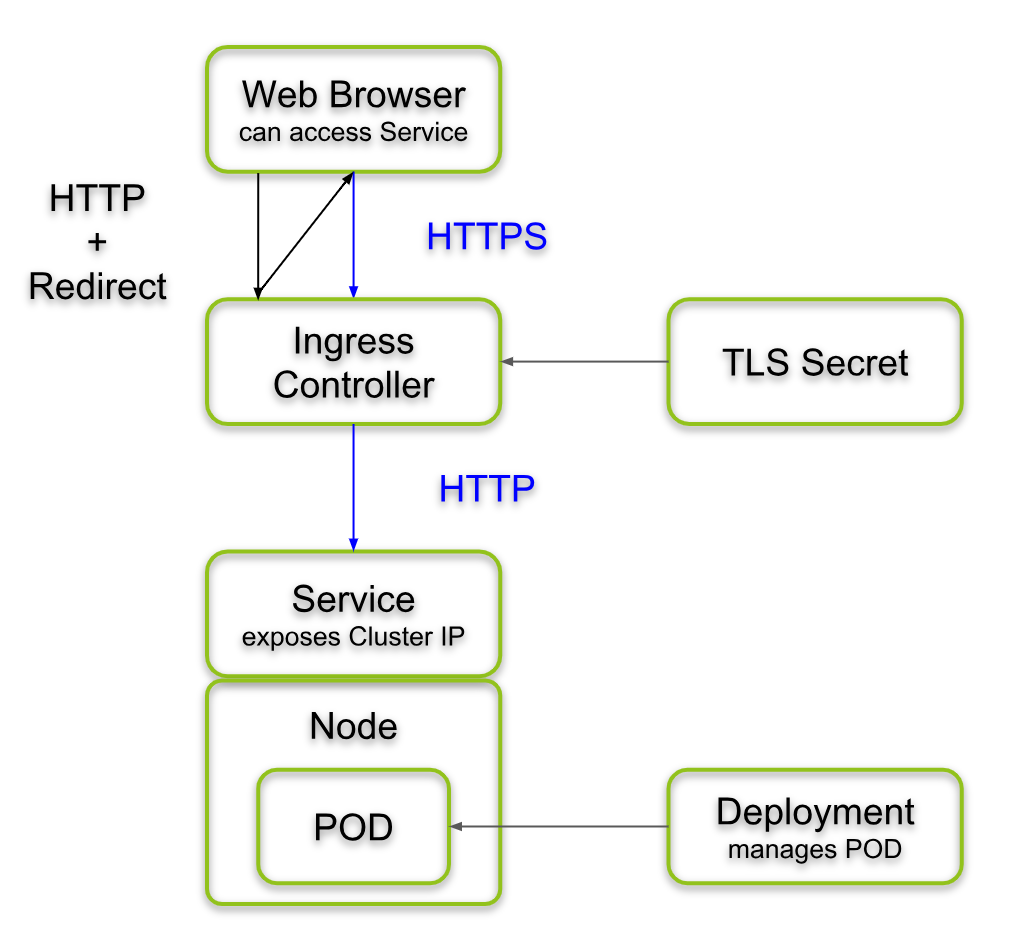 Web Browser
can access Service
HTTP
+
Redirect
HTTPS
Ingress
Controller
TLS Secret
HTTP
Service
exposes Cluster IP
Node
POD
Deployment
manages POD